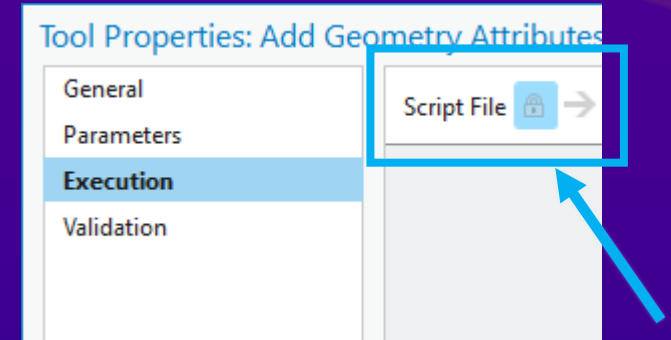 Tool Properties: Add Geometry Attributes
General
Parameters
Execution
Validation
Script File